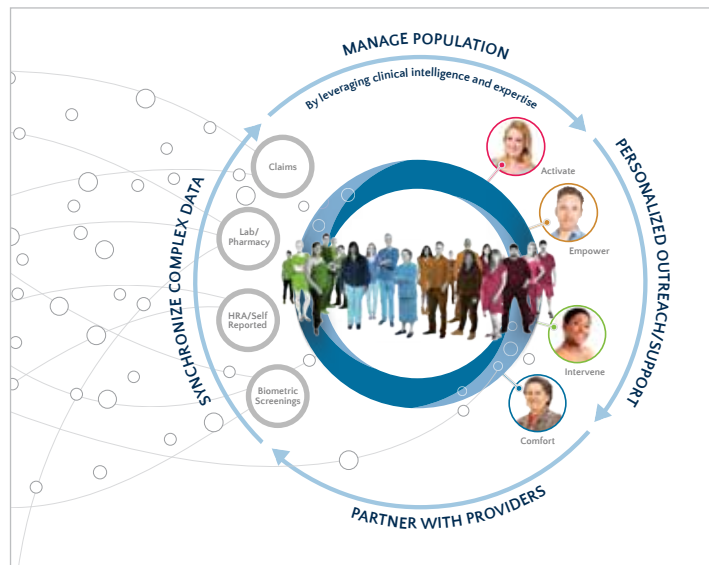 MANAGE POPULATION
By leveraging clinical intelligence and expertise
SYNCHRONIZE COMPLEX DATA
Claims
Lab/
Pharmacy
HRA/Self
Reported
Biometric
Screenings
PERSONALIZED OUTREACH/SUPPORT
Activate
Empower
Intervene
Comfort
PARTNER WITH PROVIDERS